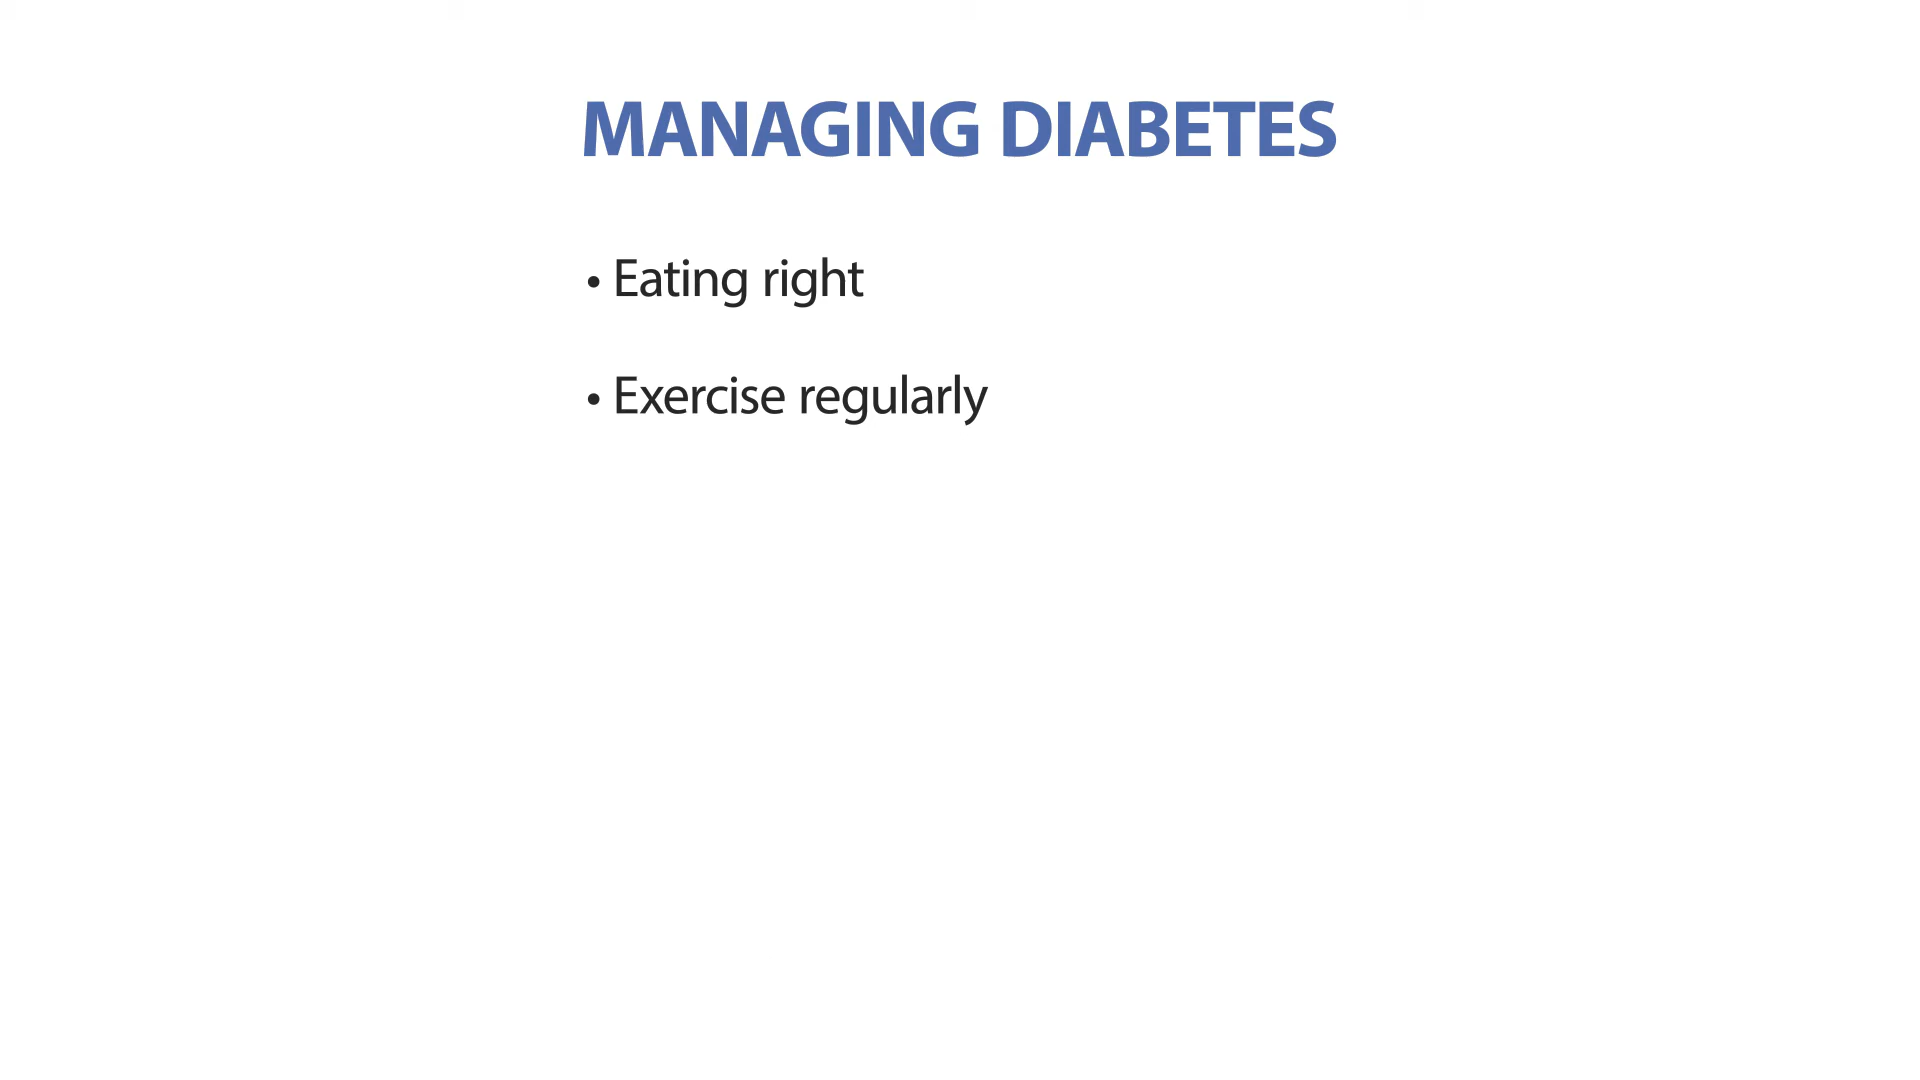 MANAGING DIABETES
• Eating right
• Exercise regularly